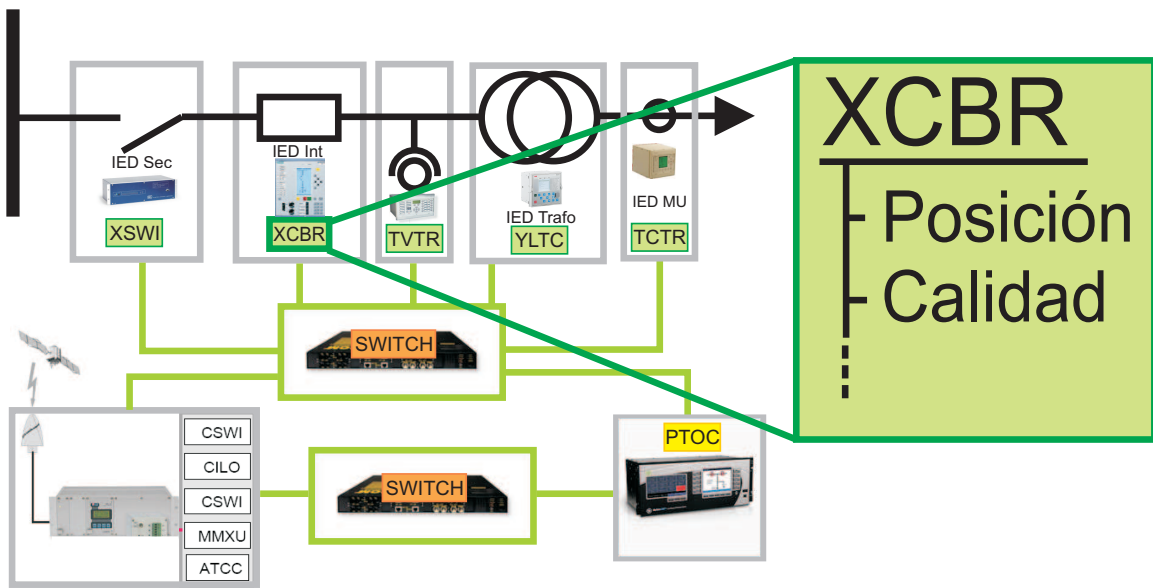 IED Sec
XSWI
IED Int
XCBR
TVTR
IED Trafo
YLTC
IED MU
TCTR
XCBR
Posición
Calidad
SWITCH
CSWI
CILO
CSWI
MMXU
ATCC
SWITCH
PTOC